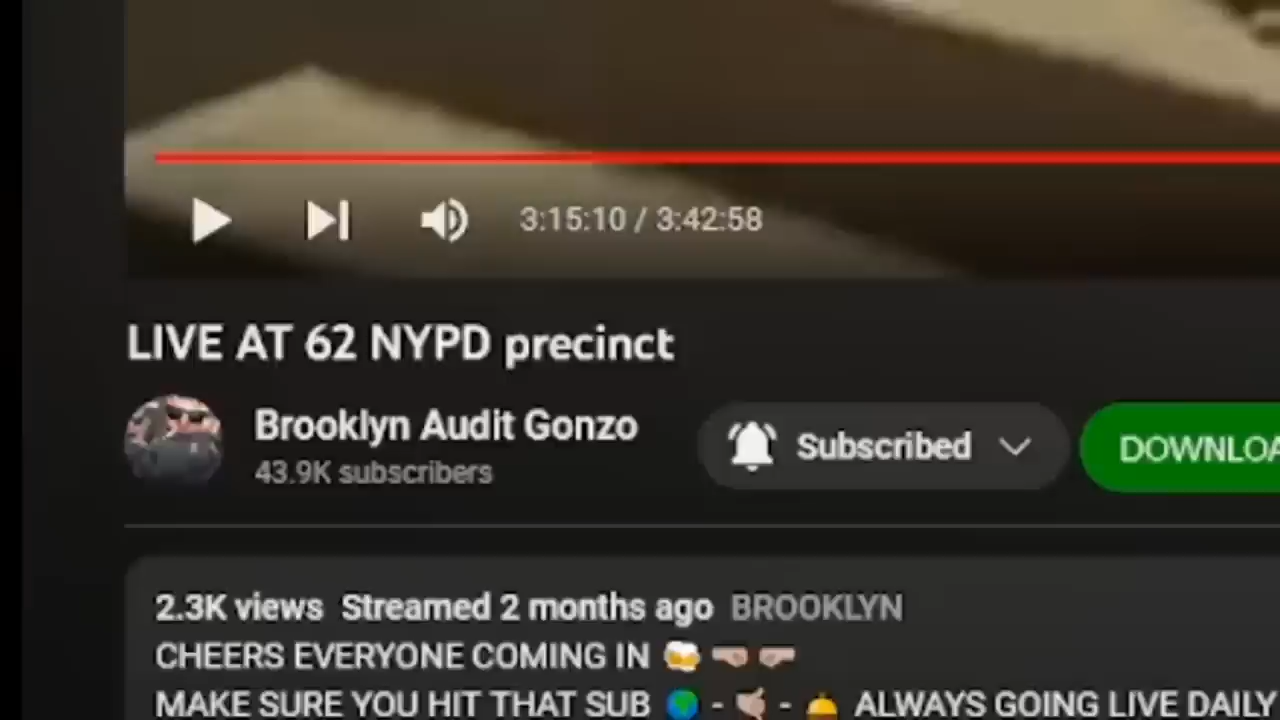 3:15:10 / 3:42:58
LIVE AT 62 NYPD precinct
Brooklyn Audit Gonzo
43.9K subscribers
Subscribed
DOWNLOA
2.3K views Streamed 2 months ago BROOKLYN
CHEERS EVERYONE COMING IN 🍻 🤜 🤛
MAKE SURE YOU HIT THAT SUB 🌎 - 🤙 - 🛎 ALWAYS GOING LIVE DAILY